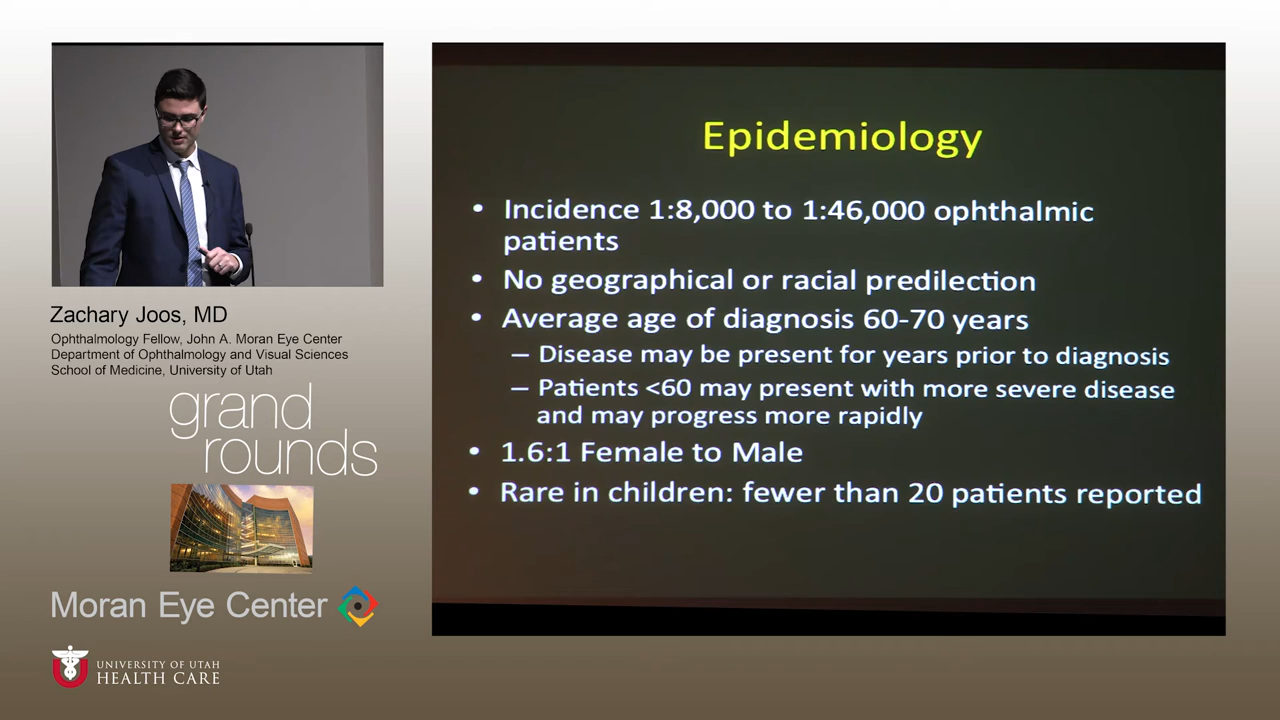 Zachary Joos, MD
Ophthalmology Fellow, John A. Moran Eye Center
Department of Ophthalmology and Visual Sciences
School of Medicine, University of Utah
grand
rounds
Moran Eye Center
UNIVERSITY OF UTAH
HEALTH CARE
Epidemiology
• Incidence 1:8,000 to 1:46,000 ophthalmic
patients
• No geographical or racial predilection
• Average age of diagnosis 60-70 years
– Disease may be present for years prior to diagnosis
– Patients <60 may present with more severe disease
and may progress more rapidly
• 1.6:1 Female to Male
• Rare in children: fewer than 20 patients reported